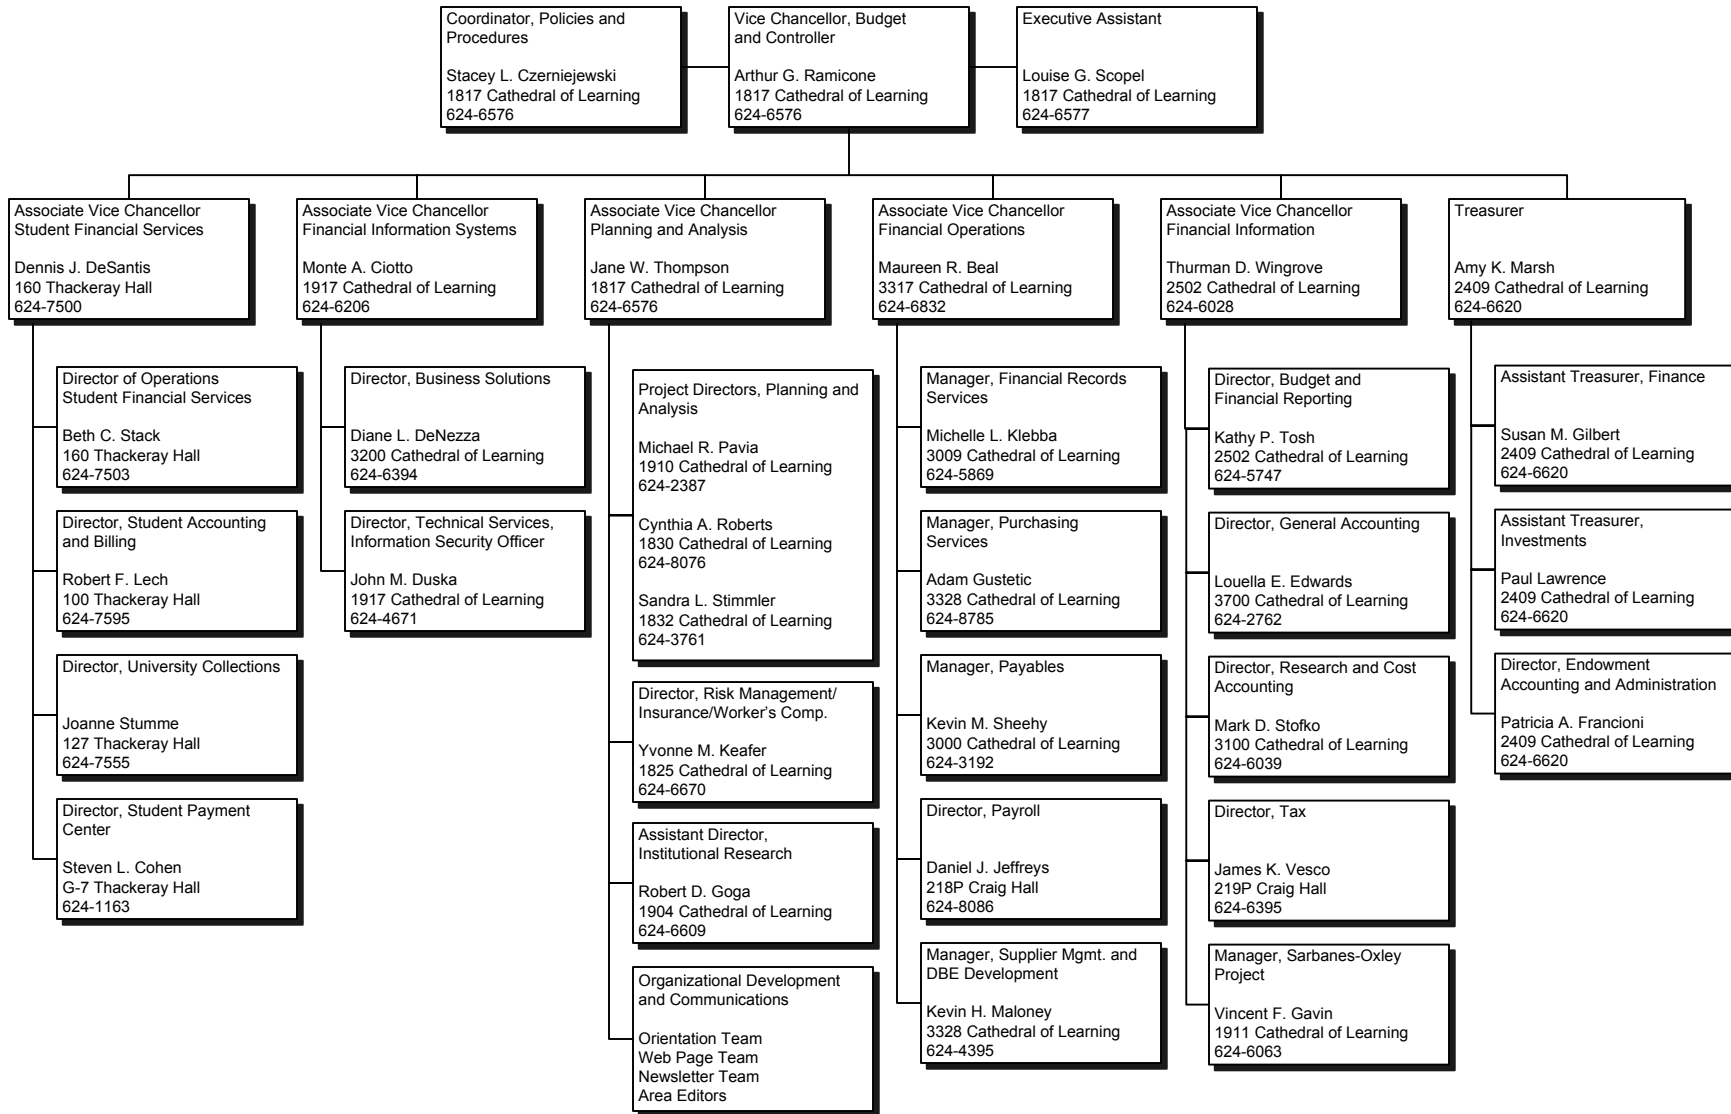 Coordinator, Policies and
Procedures
Stacey L. Czerniejewski
1817 Cathedral of Learning
624-6576
Vice Chancellor, Budget
and Controller
Arthur G. Ramicone
1817 Cathedral of Learning
624-6576
Executive Assistant
Louise G. Scopel
1817 Cathedral of Learning
624-6577
Associate Vice Chancellor
Student Financial Services
Dennis J. DeSantis
160 Thackeray Hall
624-7500
Associate Vice Chancellor
Financial Information Systems
Monte A. Ciotto
1917 Cathedral of Learning
624-6206
Associate Vice Chancellor
Planning and Analysis
Jane W. Thompson
1817 Cathedral of Learning
624-6576
Associate Vice Chancellor
Financial Operations
Maureen R. Beal
3317 Cathedral of Learning
624-6832
Associate Vice Chancellor
Financial Information
Thurman D. Wingrove
2502 Cathedral of Learning
624-6028
Treasurer
Amy K. Marsh
2409 Cathedral of Learning
624-6620
Director of Operations
Student Financial Services
Beth C. Stack
160 Thackeray Hall
624-7503
Director, Student Accounting
and Billing
Robert F. Lech
100 Thackeray Hall
624-7595
Director, University Collections
Joanne Stumme
127 Thackeray Hall
624-7555
Director, Student Payment
Center
Steven L. Cohen
G-7 Thackeray Hall
624-1163
Director, Business Solutions
Diane L. DeNezza
3200 Cathedral of Learning
624-6394
Director, Technical Services,
Information Security Officer
John M. Duska
1917 Cathedral of Learning
624-4671
Project Directors, Planning and
Analysis
Michael R. Pavia
1910 Cathedral of Learning
624-2387
Cynthia A. Roberts
1830 Cathedral of Learning
624-8076
Sandra L. Stimmler
1832 Cathedral of Learning
624-3761
Director, Risk Management/
Insurance/Worker's Comp.
Yvonne M. Keafer
1825 Cathedral of Learning
624-6670
Assistant Director,
Institutional Research
Robert D. Goga
1904 Cathedral of Learning
624-6609
Organizational Development
and Communications
Orientation Team
Web Page Team
Newsletter Team
Area Editors
Manager, Financial Records
Services
Michelle L. Klebba
3009 Cathedral of Learning
624-5869
Manager, Purchasing
Services
Adam Gustetic
3328 Cathedral of Learning
624-8785
Manager, Payables
Kevin M. Sheehy
3000 Cathedral of Learning
624-3192
Director, Payroll
Daniel J. Jeffreys
218P Craig Hall
624-8086
Manager, Supplier Mgmt. and
DBE Development
Kevin H. Maloney
3328 Cathedral of Learning
624-4395
Director, Budget and
Financial Reporting
Kathy P. Tosh
2502 Cathedral of Learning
624-5747
Director, General Accounting
Louella E. Edwards
3700 Cathedral of Learning
624-2762
Director, Research and Cost
Accounting
Mark D. Stofko
3100 Cathedral of Learning
624-6039
Director, Tax
James K. Vesco
219P Craig Hall
624-6395
Manager, Sarbanes-Oxley
Project
Vincent F. Gavin
1911 Cathedral of Learning
624-6063
Assistant Treasurer, Finance
Susan M. Gilbert
2409 Cathedral of Learning
624-6620
Assistant Treasurer,
Investments
Paul Lawrence
2409 Cathedral of Learning
624-6620
Director, Endowment
Accounting and Administration
Patricia A. Francioni
2409 Cathedral of Learning
624-6620